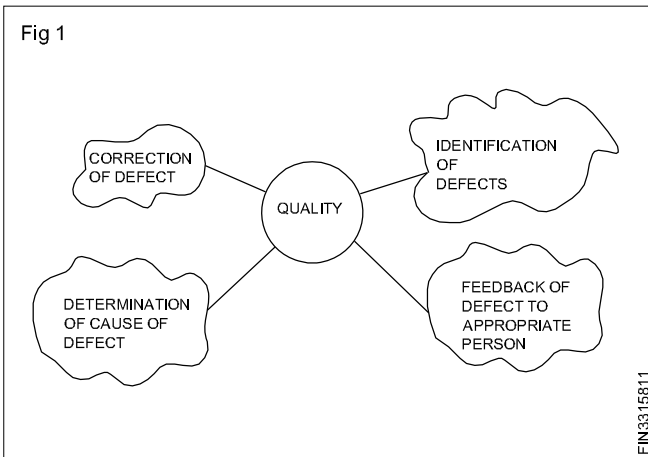 Fig 1
CORRECTION
OF DEFECT
IDENTIFICATION
OF
DEFECTS
QUALITY
DETERMINATION
OF CAUSE OF
DEFECT
FEEDBACK OF
DEFECT TO
APPROPRIATE
PERSON
FIN3315811